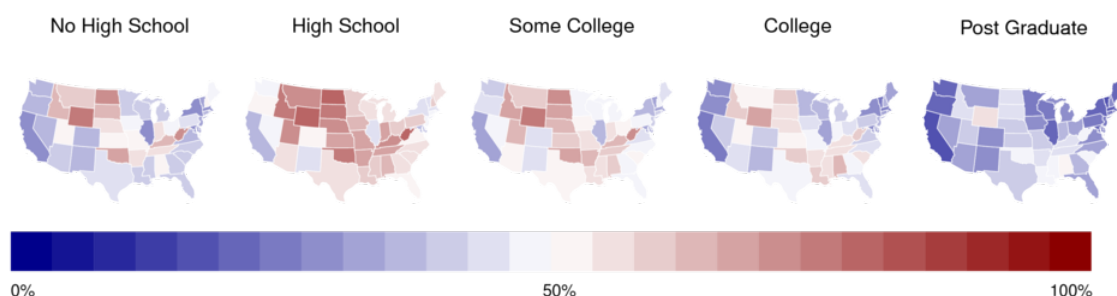 No High School
High School
Some College
College
Post Graduate
0%
50%
100%